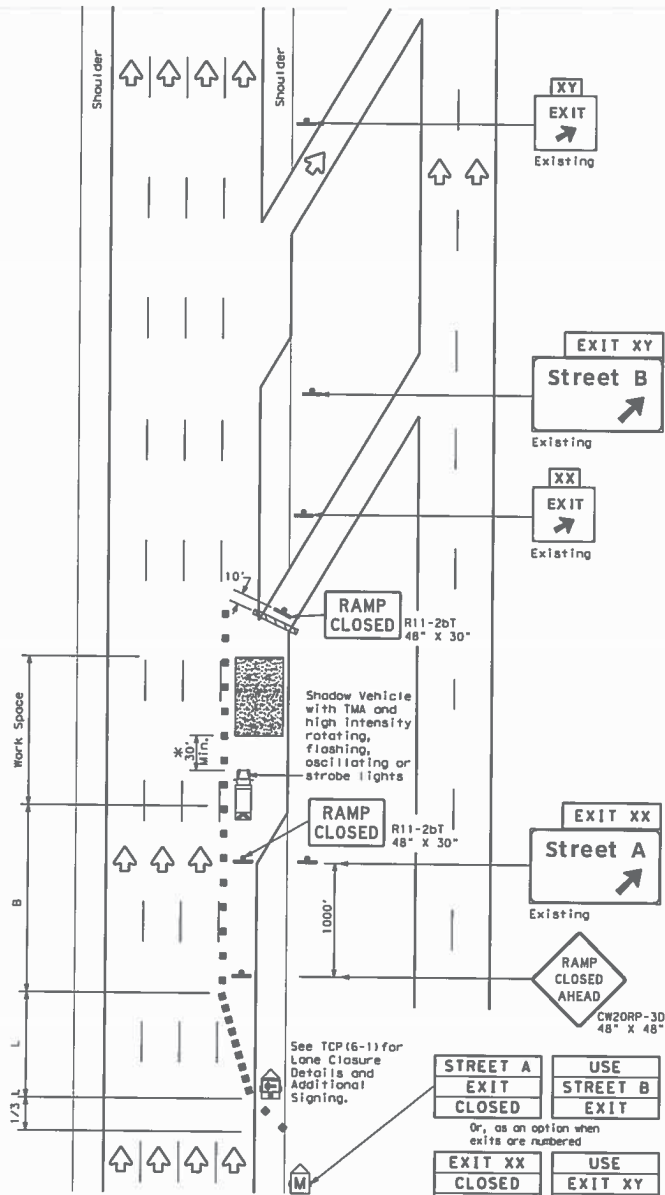 Shoulder
Shoulder
XY
EXIT
Existing
EXIT XY
Street B
Existing
XX
EXIT
Existing
10'
RAMP
CLOSED
R11-2bT
48" X 30"
Work Space
*
30'
Min.
Shadow Vehicle
with TMA and
high intensity
rotating,
flashing,
oscillating or
strobe lights
RAMP
CLOSED
R11-2bT
48" X 30"
EXIT XX
Street A
Existing
B
1000'
RAMP
CLOSED
AHEAD
CW20RP-3D
48" X 48"
L
See TCP(6-1) for
Lane Closure
Details and
Additional
Signing.
1/3 L
STREET A
EXIT
CLOSED
USE
STREET B
EXIT
Or, as an option when
exits are numbered
M
EXIT XX
CLOSED
USE
EXIT XY